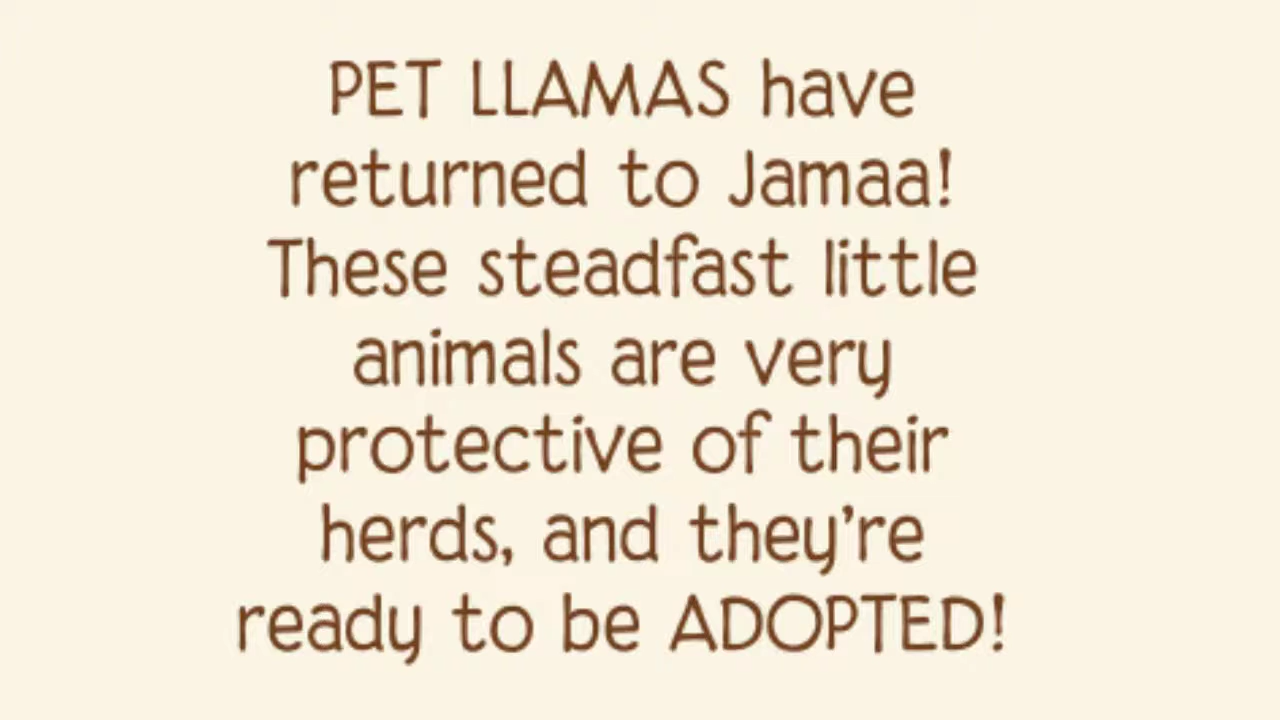 PET LLAMAS have
returned to Jamaa!
These steadfast little
animals are very
protective of their
herds, and they’re
ready to be ADOPTED!